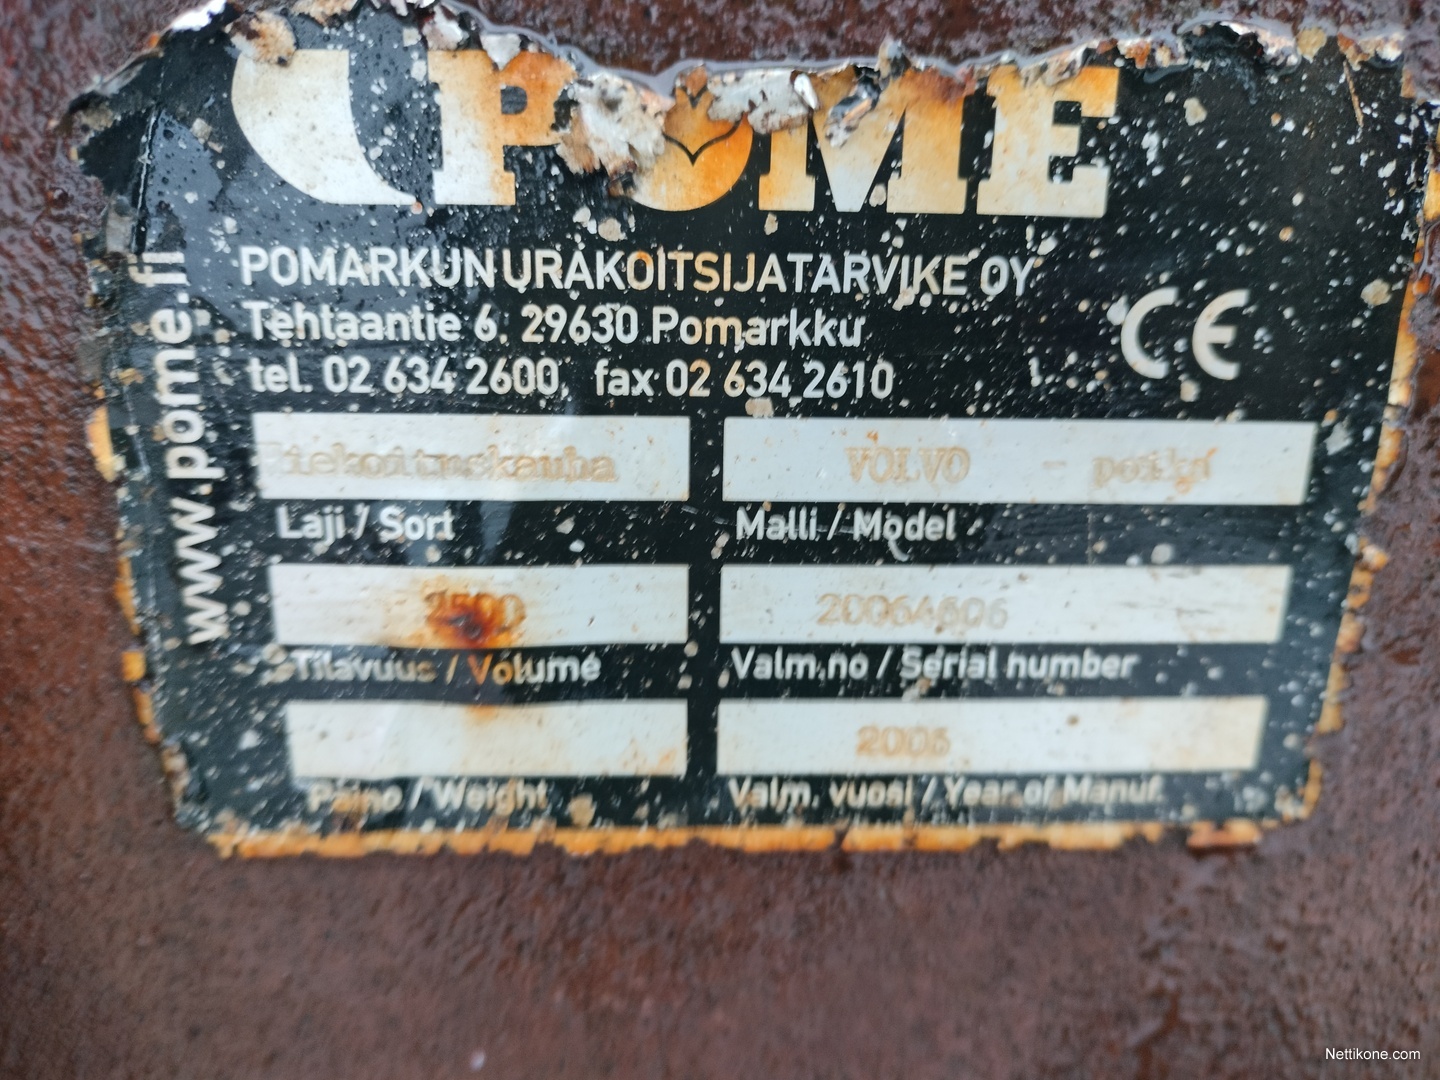 POME
POMARKUN URAKOITSIJATARVIKE OY
Tehtaantie 6, 29630 Pomarkku
tel. 02 634 2600, fax 02 634 2610
CE
www.pome.fi
VOLVO -
Laji / Sort
Malli / Model
2500
20064606
Tilavuus / Volume
Valm.no / Serial number
2006
Paino / Weight
Valm. vuosi / Year of Manuf.
Nettikone.com